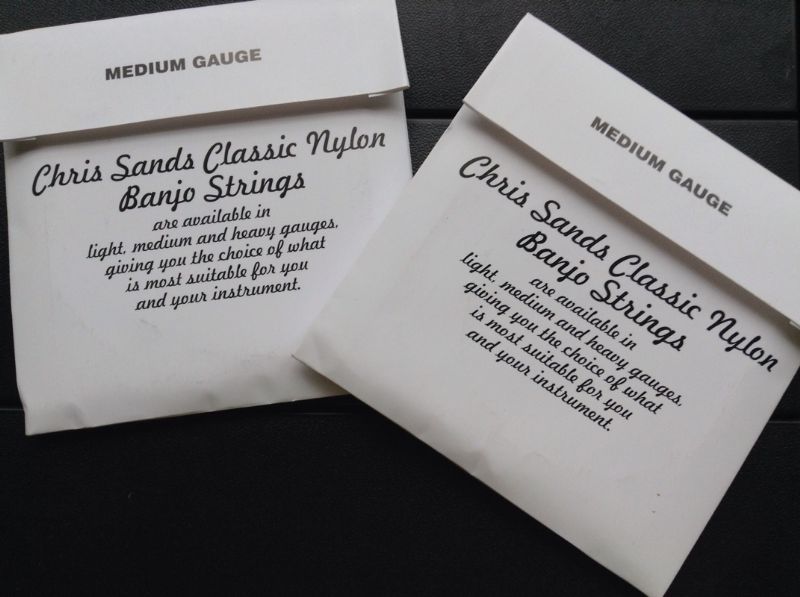 MEDIUM GAUGE
Chris Sands Classic Nylon
Banjo Strings
are available in
light, medium and heavy gauges,
giving you the choice of what
is most suitable for you
and your instrument.
MEDIUM GAUGE
Chris Sands Classic Nylon
Banjo Strings
are available in
light, medium and heavy gauges,
giving you the choice of what
is most suitable for you
and your instrument.